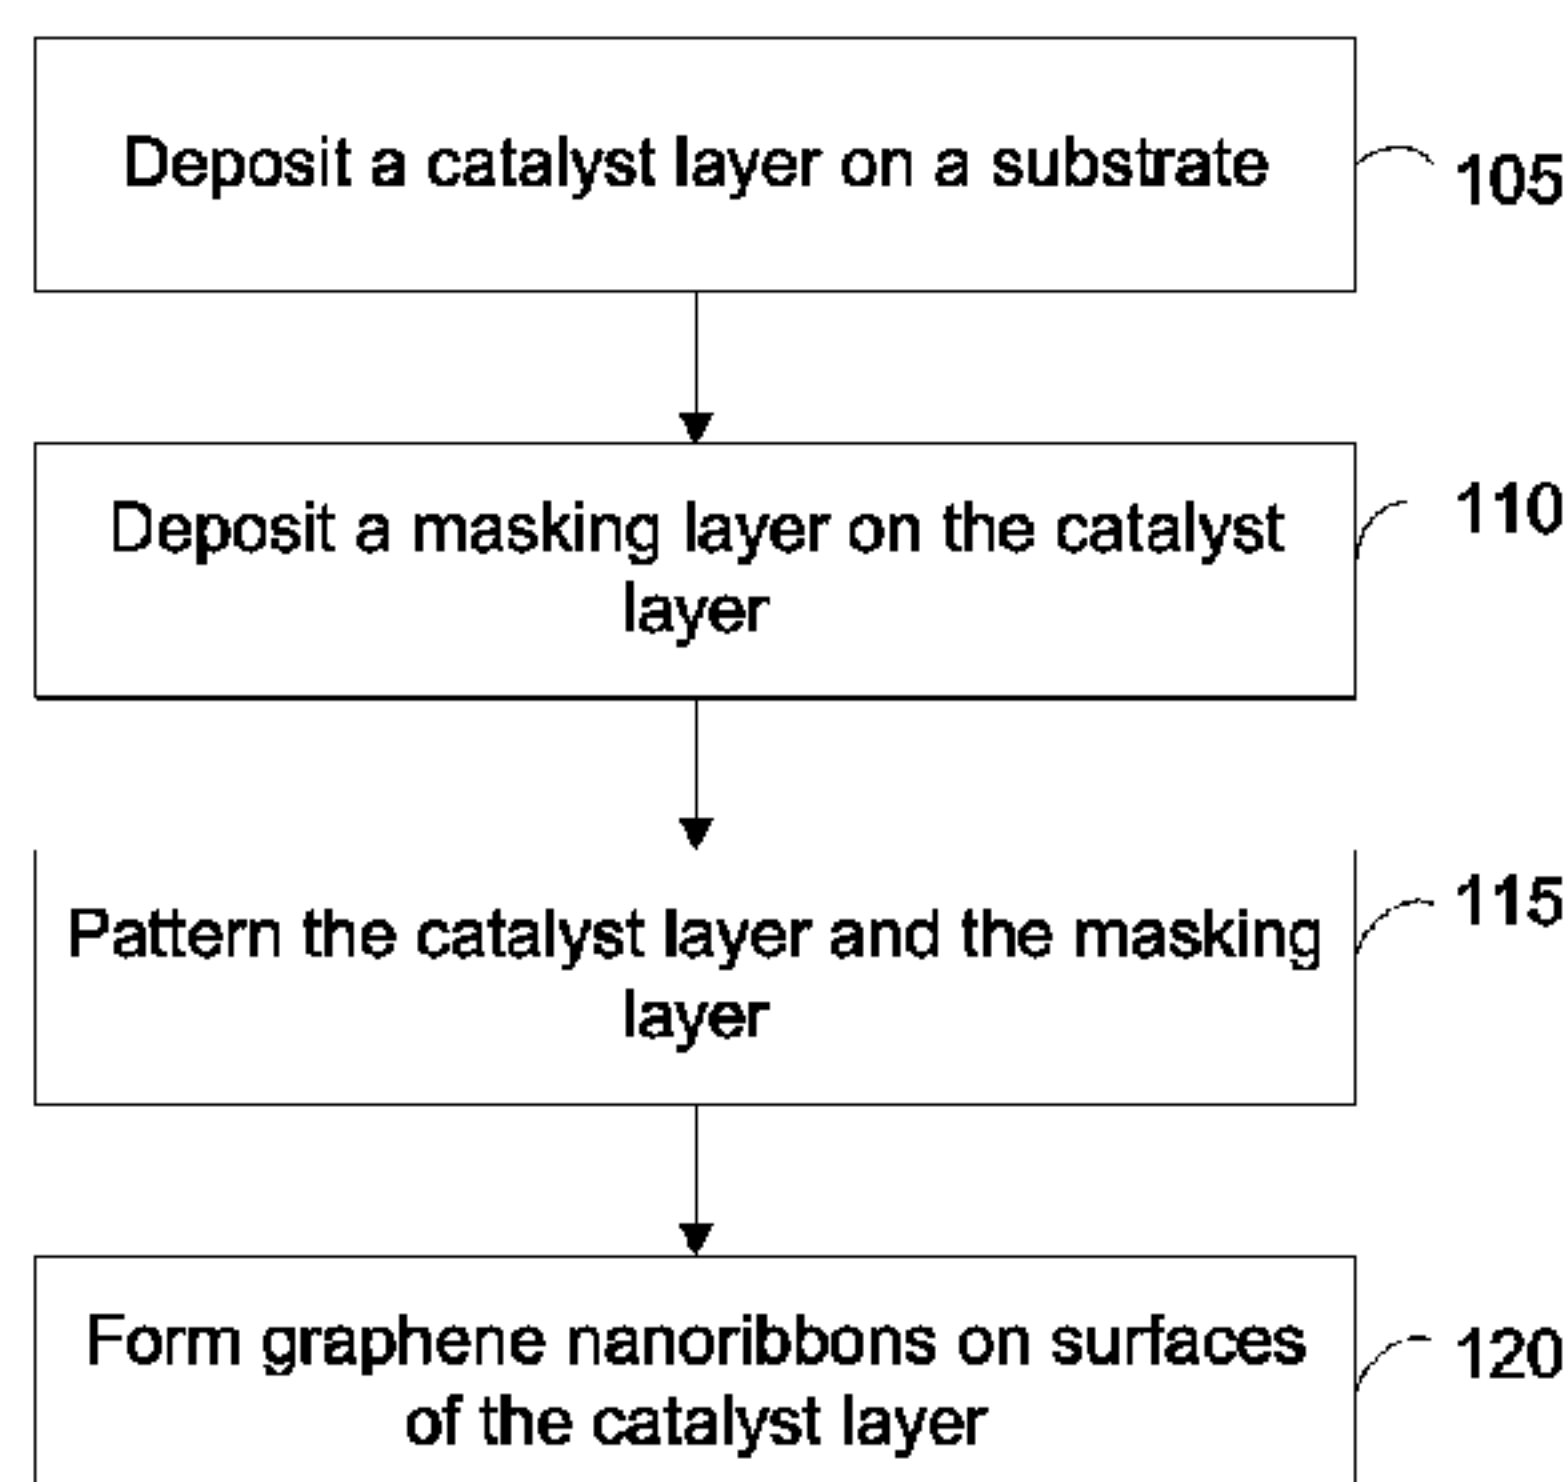 Deposit a catalyst layer on a substrate
105
Deposit a masking layer on the catalyst
layer
110
Pattern the catalyst layer and the masking
layer
115
Form graphene nanoribbons on surfaces
of the catalyst layer
120